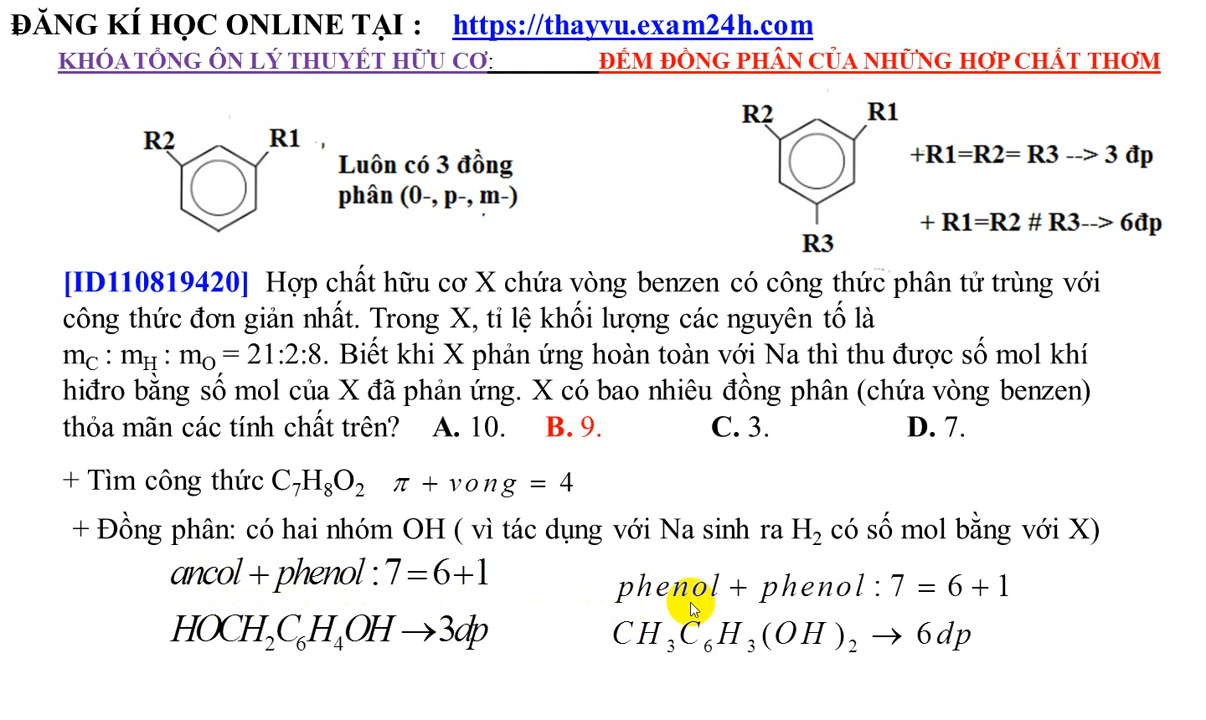 ĐĂNG KÍ HỌC ONLINE TẠI : https://thayvu.exam24h.com
KHÓA TỔNG ÔN LÝ THUYẾT HỮU CƠ: ĐẾM ĐỒNG PHÂN CỦA NHỮNG HỢP CHẤT THƠM
R2 R1
Luôn có 3 đồng
phân (0-, p-, m-)
R2 R1
R3
+R1=R2= R3 --> 3 đp
+ R1=R2 # R3--> 6đp
[ID110819420] Hợp chất hữu cơ X chứa vòng benzen có công thức phân tử trùng với
công thức đơn giản nhất. Trong X, tỉ lệ khối lượng các nguyên tố là
m_C : m_H : m_O = 21:2:8. Biết khi X phản ứng hoàn toàn với Na thì thu được số mol khí
hiđro bằng số mol của X đã phản ứng. X có bao nhiêu đồng phân (chứa vòng benzen)
thỏa mãn các tính chất trên? A. 10. B. 9. C. 3. D. 7.
+ Tìm công thức C₇H₈O₂ π + vong = 4
+ Đồng phân: có hai nhóm OH ( vì tác dụng với Na sinh ra H₂ có số mol bằng với X)
ancol + phenol : 7 = 6+1
HOCH₂C₆H₄OH → 3dp
phenol + phenol : 7 = 6 + 1
CH₃C₆H₃(OH)₂ → 6dp